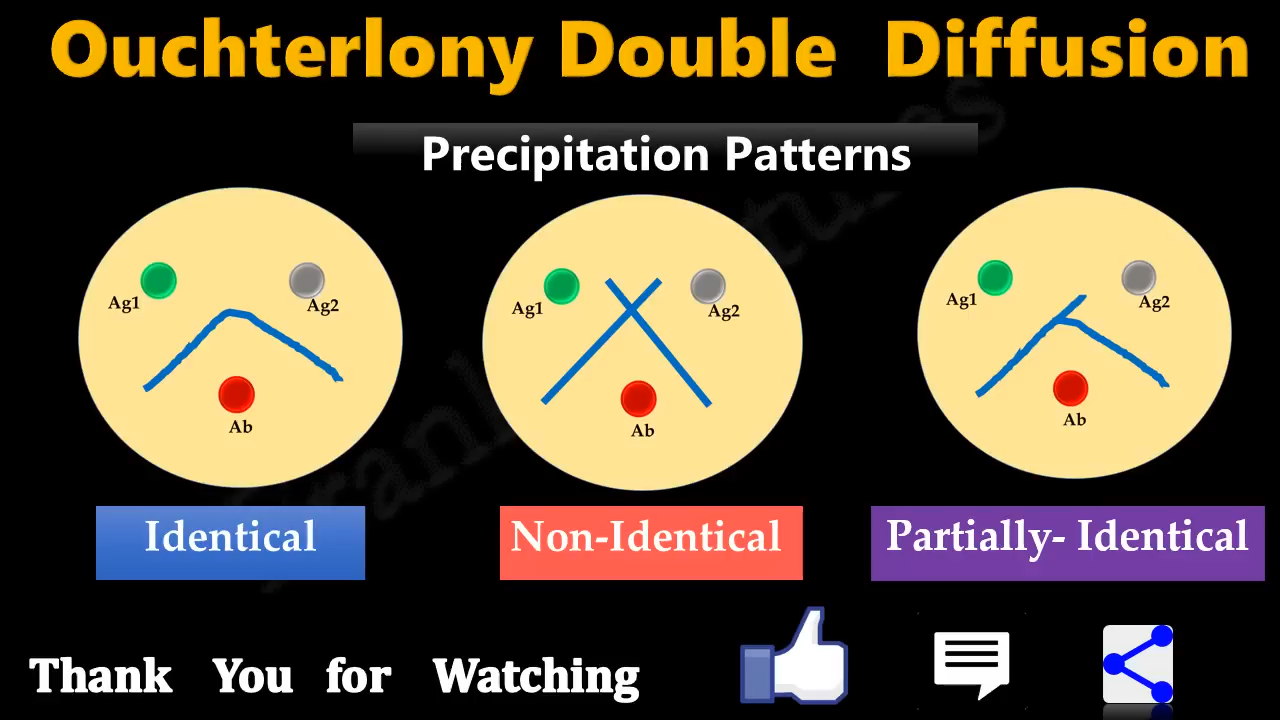 Ouchterlony Double Diffusion
Precipitation Patterns
Ag1
Ag2
Ab
Ag1
Ag2
Ab
Ag1
Ag2
Ab
Identical
Non-Identical
Partially- Identical
Thank You for Watching